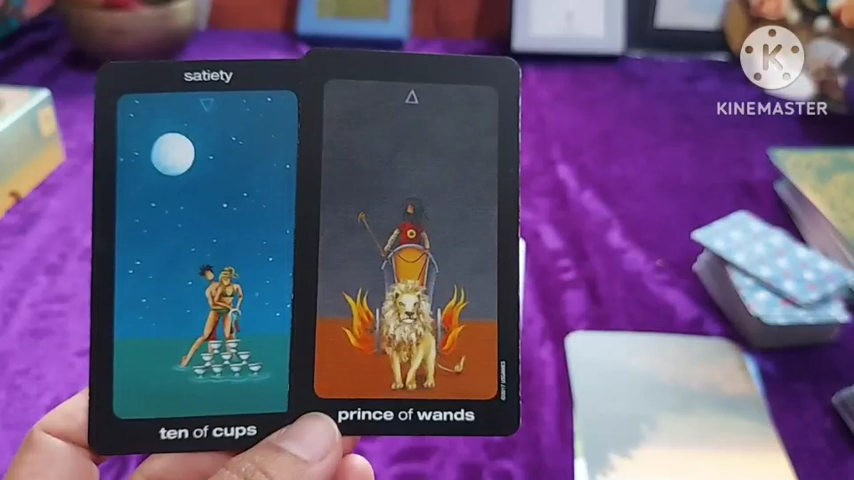 satiety
ten of cups
prince of wands
KINEMASTER